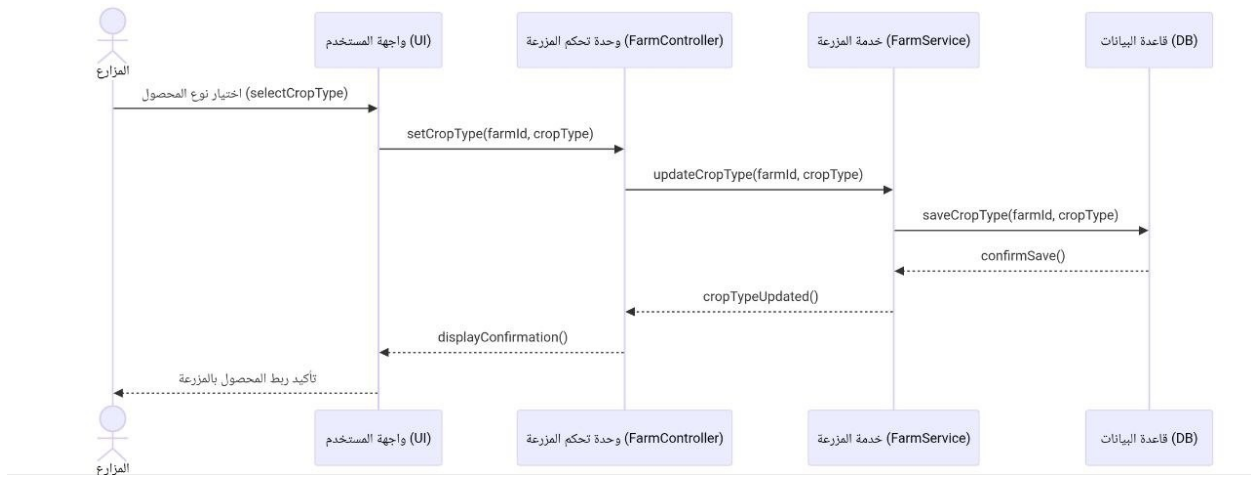 المزارع
واجهة المستخدم (UI)
وحدة تحكم المزرعة (FarmController)
خدمة المزرعة (FarmService)
قاعدة البيانات (DB)
اختيار نوع المحصول (selectCropType)
setCropType(farmId, cropType)
updateCropType(farmId, cropType)
saveCropType(farmId, cropType)
confirmSave()
cropTypeUpdated()
displayConfirmation()
تأكيد ربط المحصول بالمزرعة
المزارع
واجهة المستخدم (UI)
وحدة تحكم المزرعة (FarmController)
خدمة المزرعة (FarmService)
قاعدة البيانات (DB)